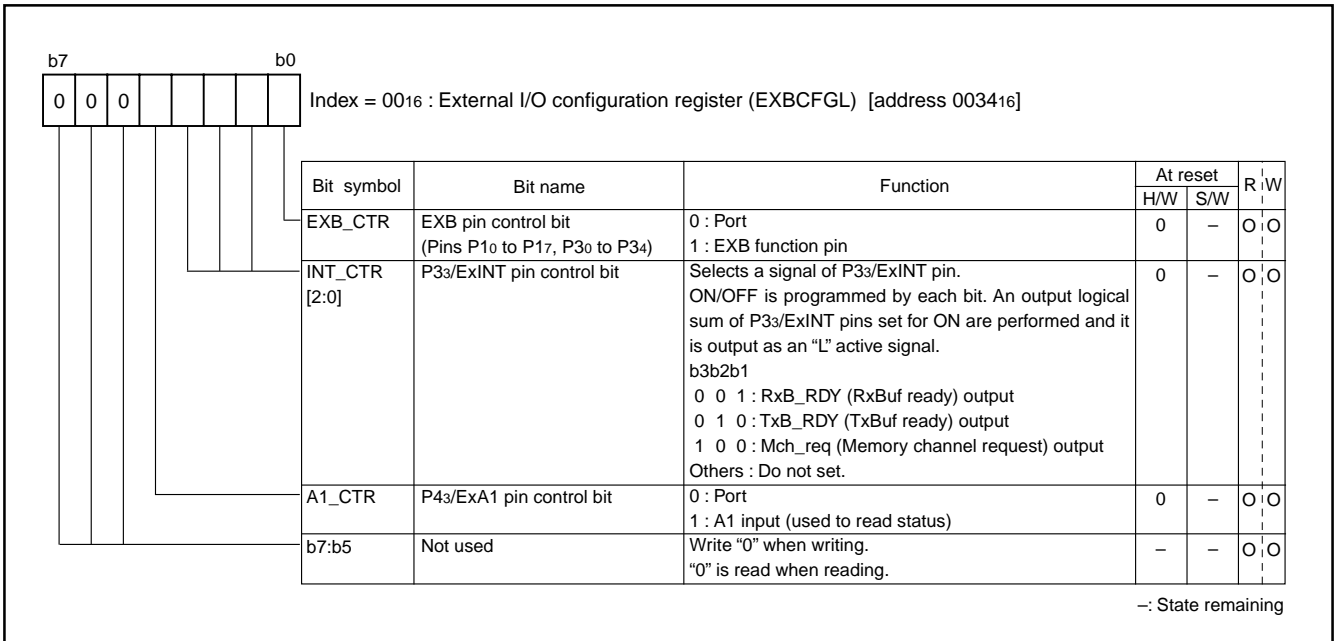 b7 b0
0 0 0 Index = 0016 : External I/O configuration register (EXBCFGL) [address 003416]
Bit symbol Bit name Function At reset R W
H/W S/W
EXB_CTR EXB pin control bit 0 : Port 0 – O O
(Pins P10 to P17, P30 to P34) 1 : EXB function pin
INT_CTR P33/ExINT pin control bit Selects a signal of P33/ExINT pin. 0 – O O
[2:0] ON/OFF is programmed by each bit. An output logical
sum of P33/ExINT pins set for ON are performed and it
is output as an “L” active signal.
b3b2b1
0 0 1 : RxB_RDY (RxBuf ready) output
0 1 0 : TxB_RDY (TxBuf ready) output
1 0 0 : Mch_req (Memory channel request) output
Others : Do not set.
A1_CTR P43/ExA1 pin control bit 0 : Port 0 – O O
1 : A1 input (used to read status)
b7:b5 Not used Write “0” when writing. – – O O
“0” is read when reading.
–: State remaining